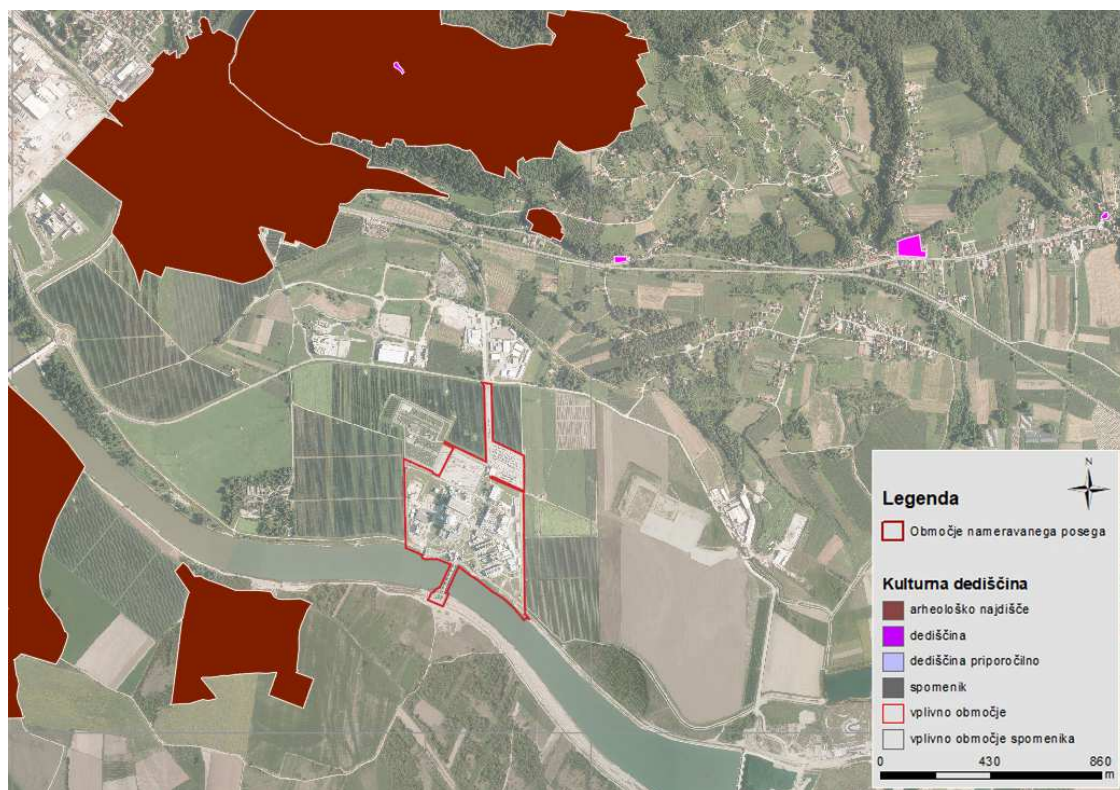 N
Legenda
Območje nameravanega posega
Kulturna dediščina
arheološko najdišče
dediščina
dediščina priporočilno
spomenik
vplivno območje
vplivno območje spomenika
0 430 860
m